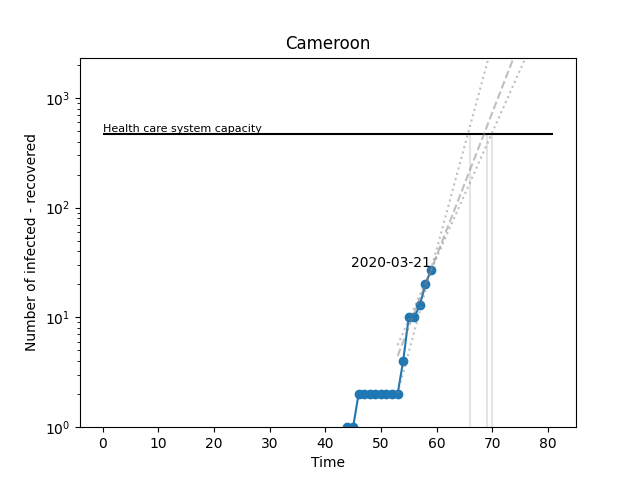 Cameroon
Number of infected - recovered
10³
10²
10¹
10⁰
Health care system capacity
2020-03-21
0 10 20 30 40 50 60 70 80
Time